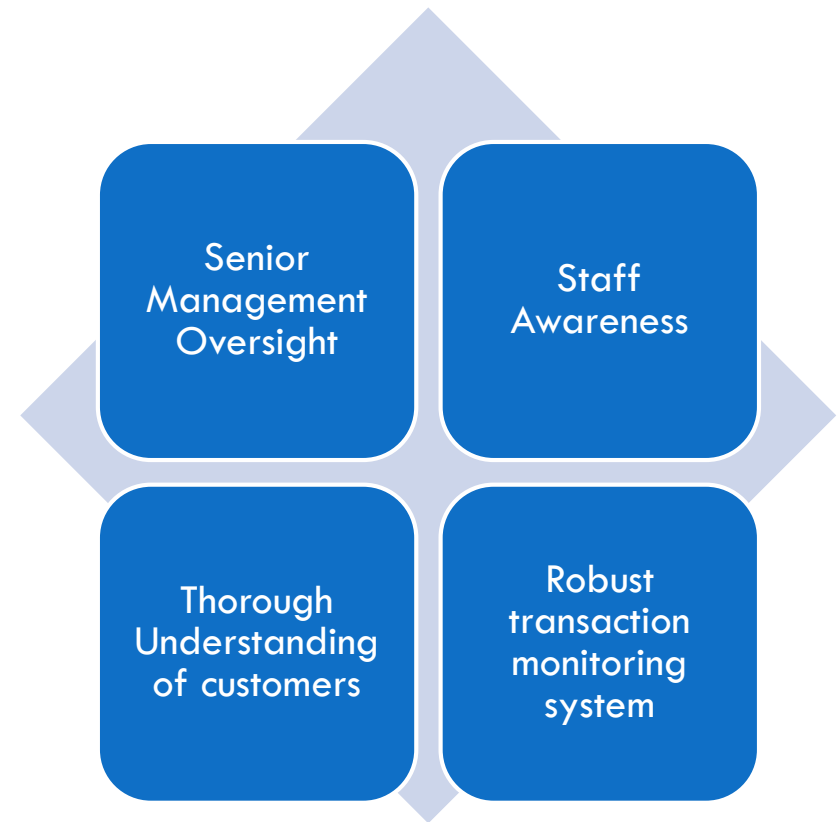 Senior
Management
Oversight
Staff
Awareness
Thorough
Understanding
of customers
Robust
transaction
monitoring
system